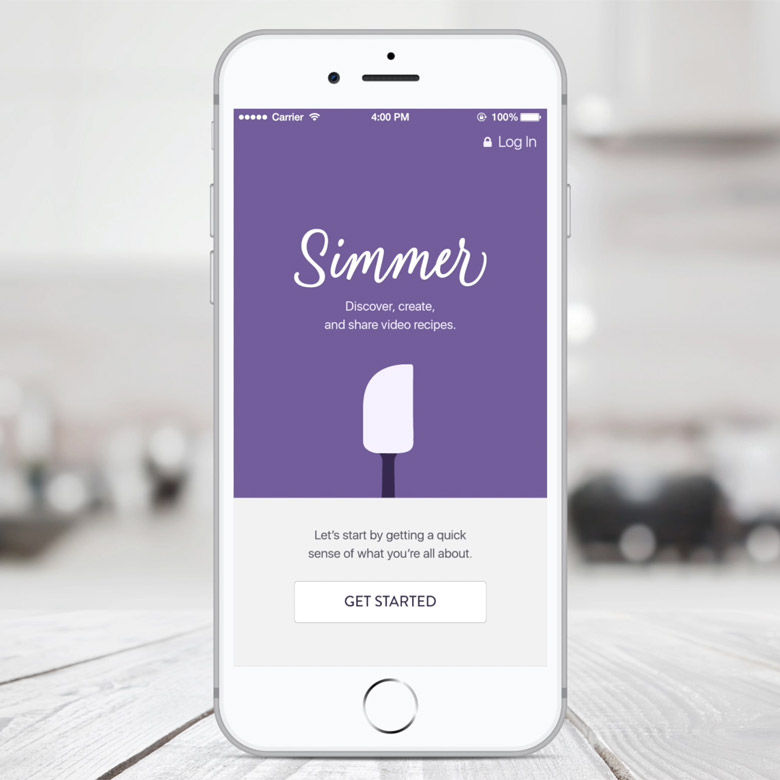 Carrier 4:00 PM 100%
Log In
Simmer
Discover, create,
and share video recipes.
Let’s start by getting a quick
sense of what you’re all about.
GET STARTED